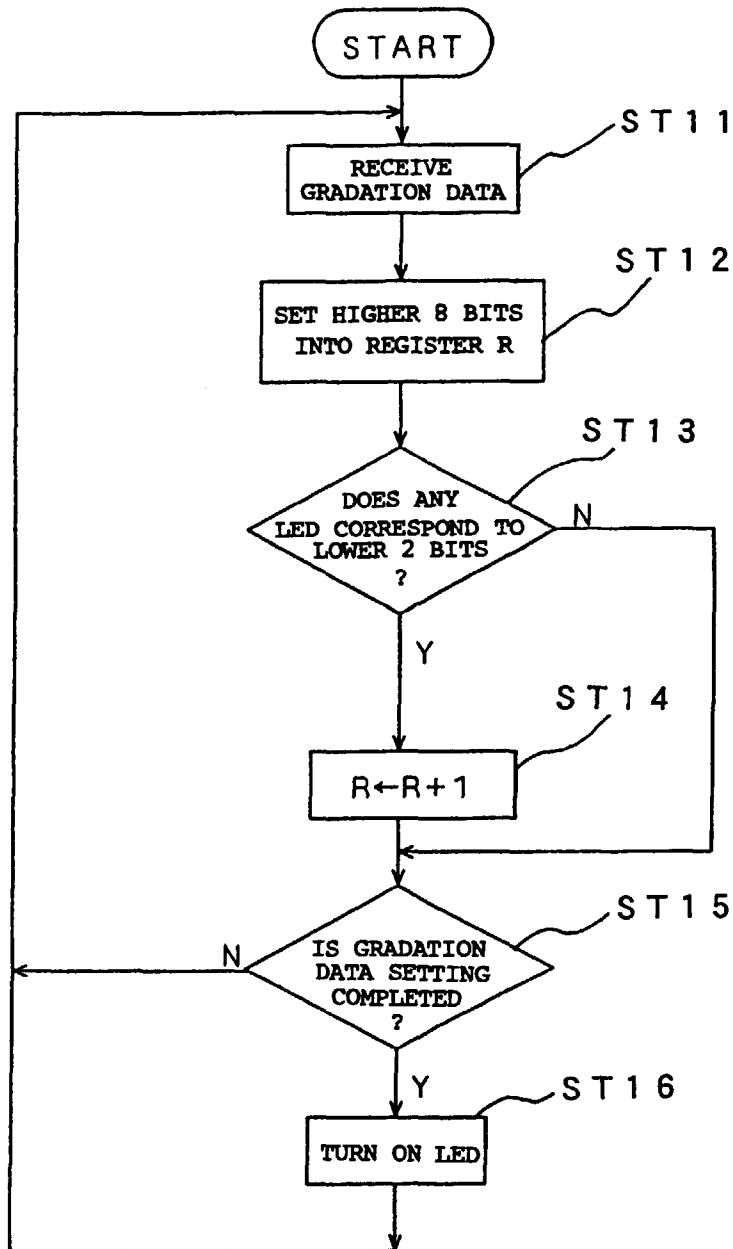 START
ST11
RECEIVE
GRADATION DATA
ST12
SET HIGHER 8 BITS
INTO REGISTER R
ST13
DOES ANY
LED CORRESPOND TO
LOWER 2 BITS
?
N
Y
ST14
R←R+1
ST15
IS GRADATION
DATA SETTING
COMPLETED
?
N
Y
ST16
TURN ON LED